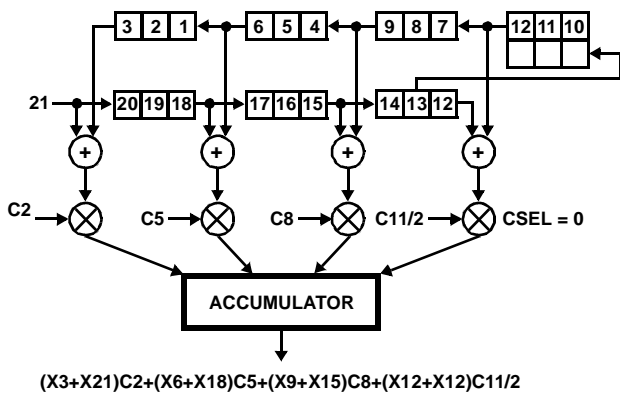 3 2 1 6 5 4 9 8 7 12 11 10
21 20 19 18 17 16 15 14 13 12
+ + + +
C2 C5 C8 C11/2 CSEL = 0
ACCUMULATOR
(X3+X21)C2+(X6+X18)C5+(X9+X15)C8+(X12+X12)C11/2